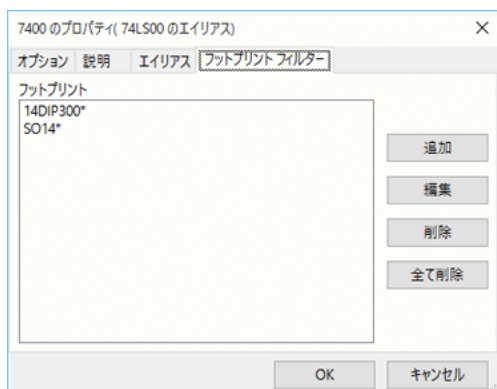 7400 のプロパティ( 74LS00 のエイリアス)
オプション 説明 エイリアス フットプリント フィルター
フットプリント
14DIP300*
SO14*
追加
編集
削除
全て削除
OK キャンセル